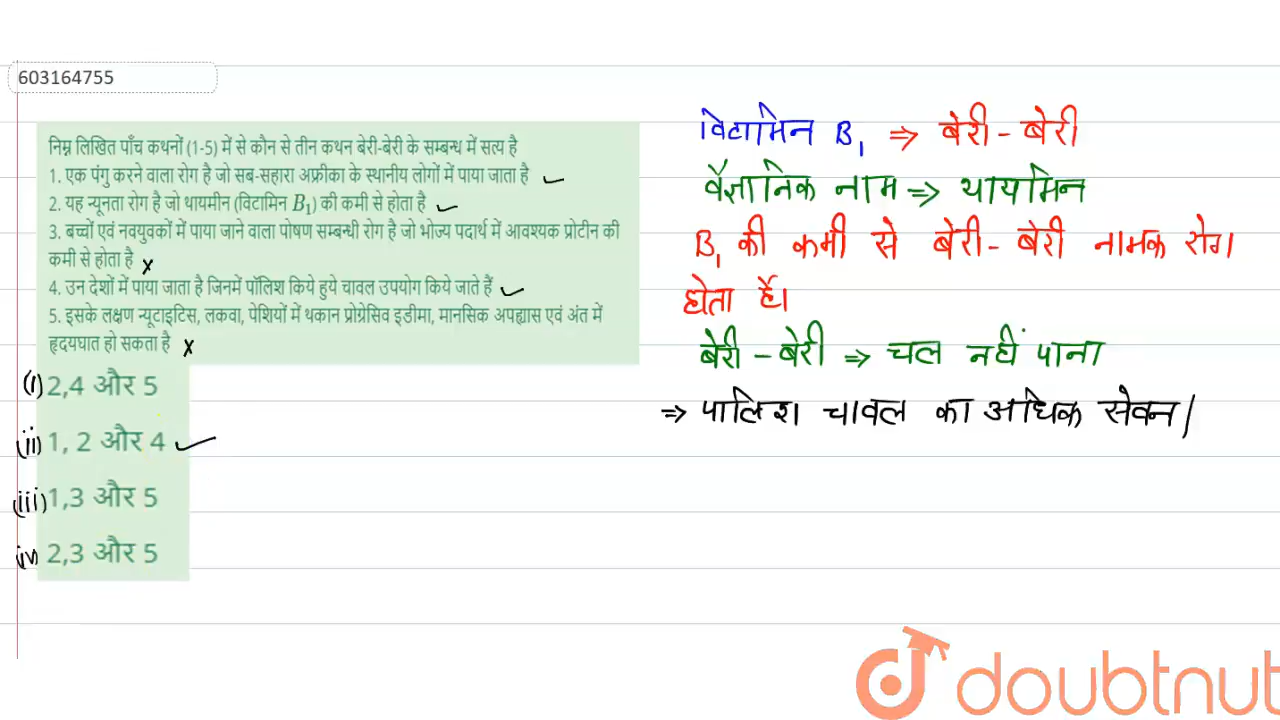 603164755
निम्न लिखित पाँच कथनों (1-5) में से कौन से तीन कथन बेरी-बेरी के सम्बन्ध में सत्य है
1. एक पंगु करने वाला रोग है जो सब-सहारा अफ्रीका के स्थानीय लोगों में पाया जाता है
2. यह न्यूनता रोग है जो थायमीन (विटामिन B₁) की कमी से होता है
3. बच्चों एवं नवयुवकों में पाया जाने वाला पोषण सम्बन्धी रोग है जो भोज्य पदार्थ में आवश्यक प्रोटीन की
कमी से होता है x
4. उन देशों में पाया जाता है जिनमें पॉलिश किये हुये चावल उपयोग किये जाते हैं
5. इसके लक्षण न्यूटाइटिस, लकवा, पेशियों में थकान प्रोग्रेसिव इडीमा, मानसिक अपह्यास एवं अंत में
हृदयघात हो सकता है x
(i) 2,4 और 5
(ii) 1, 2 और 4
(iii) 1,3 और 5
(iv) 2,3 और 5
विटामिन B₁ ⇒ बेरी-बेरी
वैज्ञानिक नाम ⇒ थायमिन
B₁ की कमी से बेरी-बेरी नामक रोग
होता है।
बेरी-बेरी ⇒ चल नहीं पाना
⇒ पालिश चावल का अधिक सेवन/
doubtnut